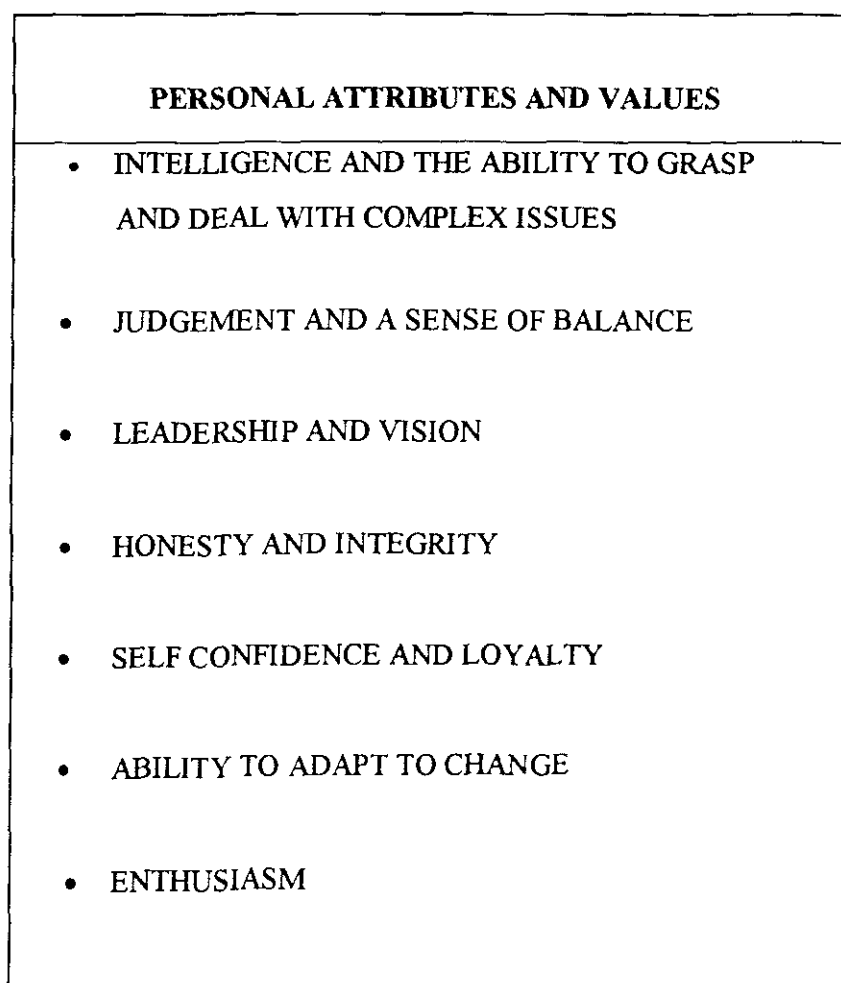 PERSONAL ATTRIBUTES AND VALUES
• INTELLIGENCE AND THE ABILITY TO GRASP
AND DEAL WITH COMPLEX ISSUES
• JUDGEMENT AND A SENSE OF BALANCE
• LEADERSHIP AND VISION
• HONESTY AND INTEGRITY
• SELF CONFIDENCE AND LOYALTY
• ABILITY TO ADAPT TO CHANGE
• ENTHUSIASM